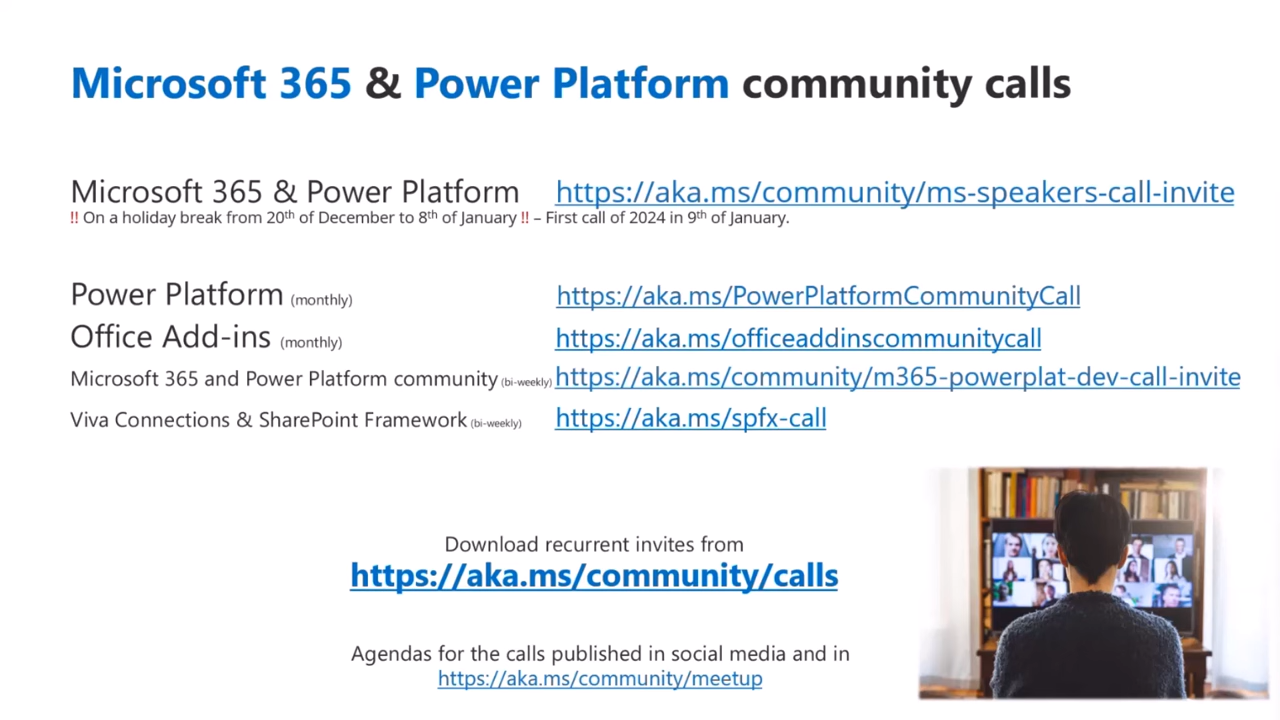 Microsoft 365 & Power Platform community calls
Microsoft 365 & Power Platform https://aka.ms/community/ms-speakers-call-invite
!! On a holiday break from 20th of December to 8th of January !! – First call of 2024 in 9th of January.
Power Platform (monthly) https://aka.ms/PowerPlatformCommunityCall
Office Add-ins (monthly) https://aka.ms/officeaddinscommunitycall
Microsoft 365 and Power Platform community (bi-weekly) https://aka.ms/community/m365-powerplat-dev-call-invite
Viva Connections & SharePoint Framework (bi-weekly) https://aka.ms/spfx-call
Download recurrent invites from
https://aka.ms/community/calls
Agendas for the calls published in social media and in
https://aka.ms/community/meetup